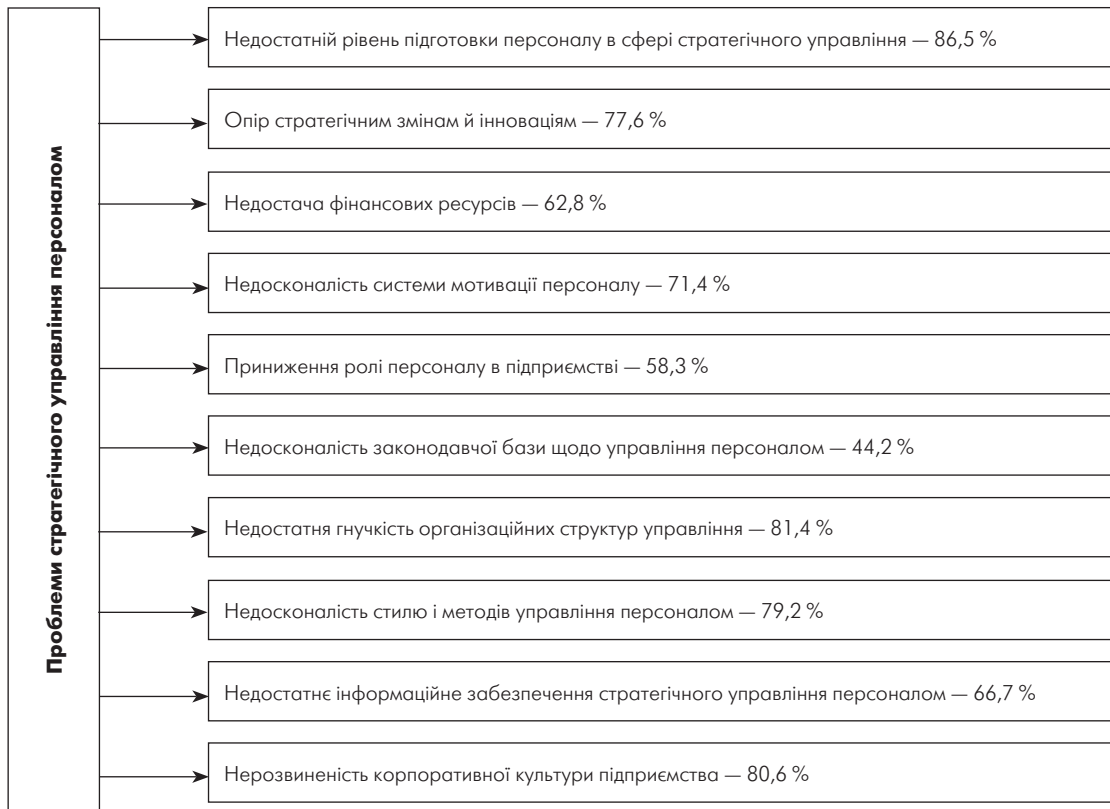 Проблеми стратегічного управління персоналом
Недостатній рівень підготовки персоналу в сфері стратегічного управління — 86,5 %
Опір стратегічним змінам й інноваціям — 77,6 %
Недостача фінансових ресурсів — 62,8 %
Недосконалість системи мотивації персоналу — 71,4 %
Приниження ролі персоналу в підприємстві — 58,3 %
Недосконалість законодавчої бази щодо управління персоналом — 44,2 %
Недостатня гнучкість організаційних структур управління — 81,4 %
Недосконалість стилю і методів управління персоналом — 79,2 %
Недостатнє інформаційне забезпечення стратегічного управління персоналом — 66,7 %
Нерозвиненість корпоративної культури підприємства — 80,6 %